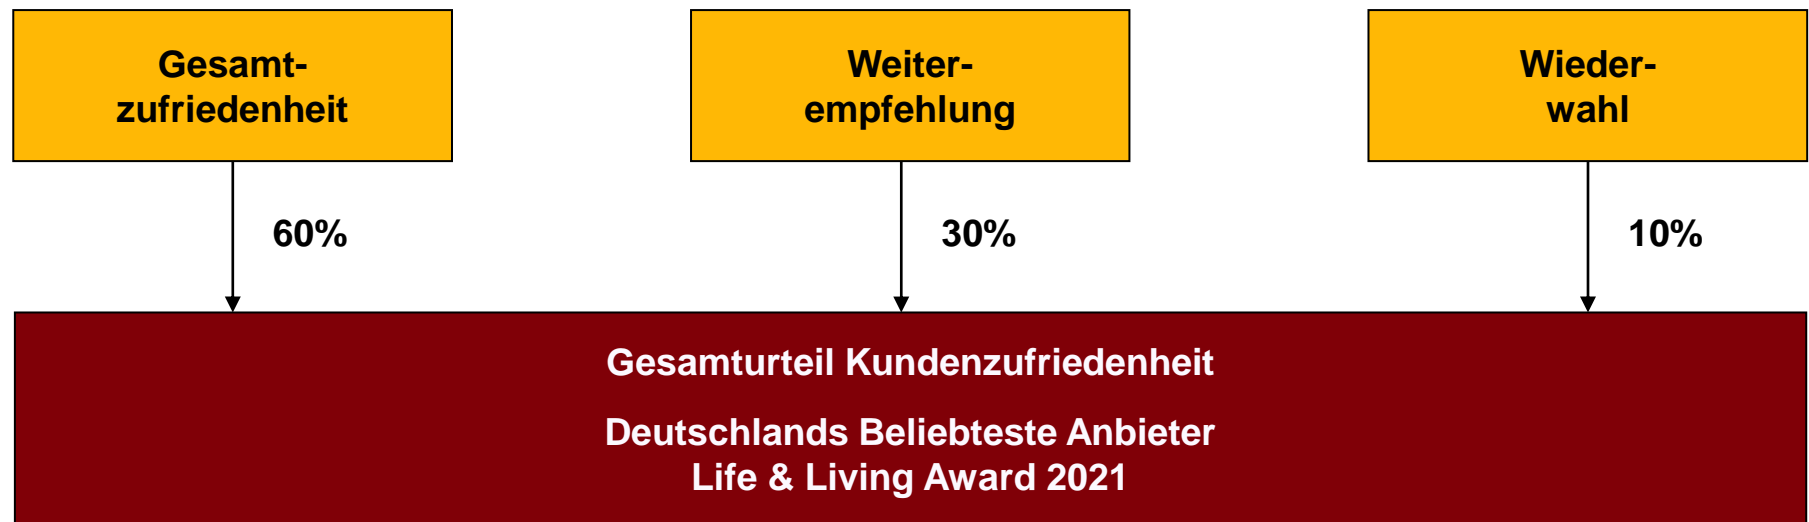 Gesamt-
zufriedenheit
Weiter-
empfehlung
Wieder-
wahl
60%
30%
10%
Gesamturteil Kundenzufriedenheit
Deutschlands Beliebteste Anbieter
Life & Living Award 2021